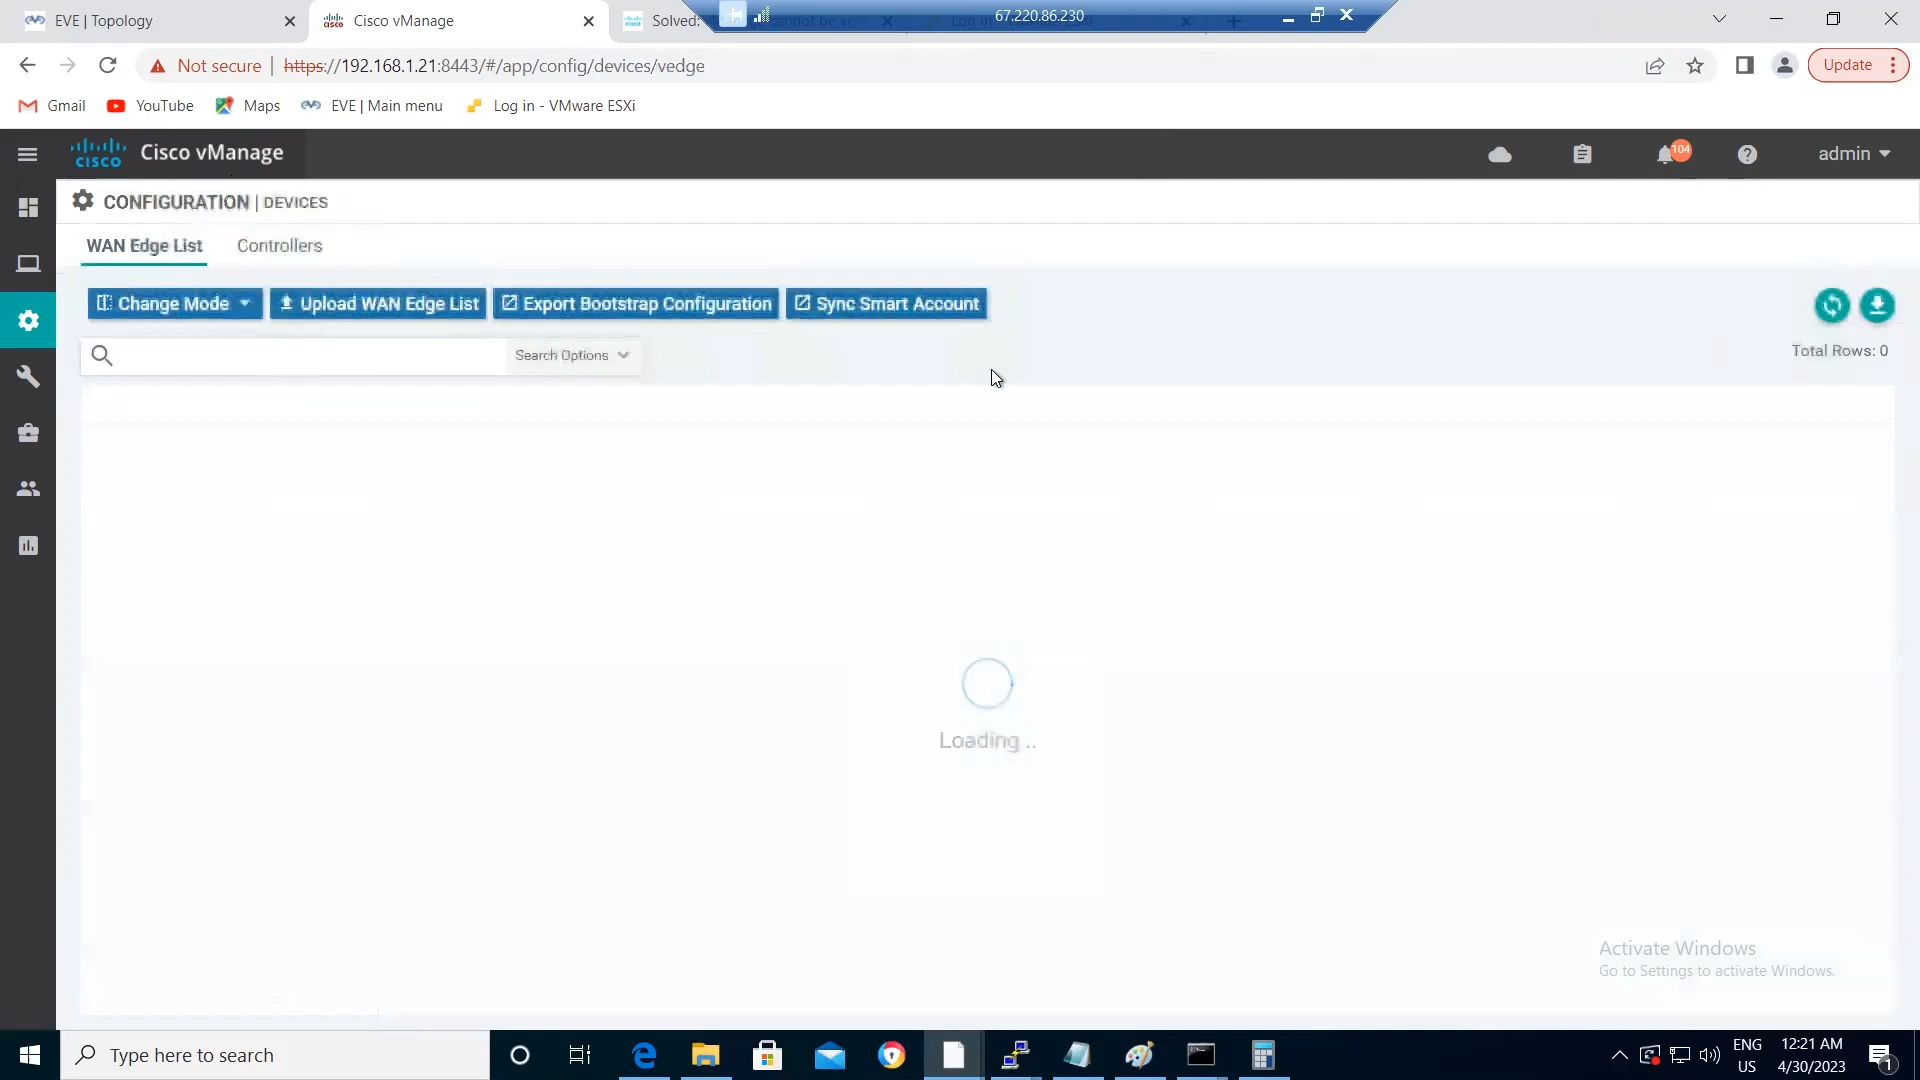 EVE | Topology
Cisco vManage
Solved:
67.220.86.230
Not secure
https://192.168.1.21:8443/#/app/config/devices/vedge
Update
Gmail
YouTube
Maps
EVE | Main menu
Log in - VMware ESXi
CISCO
Cisco vManage
104
admin
CONFIGURATION | DEVICES
WAN Edge List
Controllers
Change Mode
Upload WAN Edge List
Export Bootstrap Configuration
Sync Smart Account
Search Options
Total Rows: 0
Loading ..
Activate Windows
Go to Settings to activate Windows.
Type here to search
ENG
US
12:21 AM
4/30/2023
1